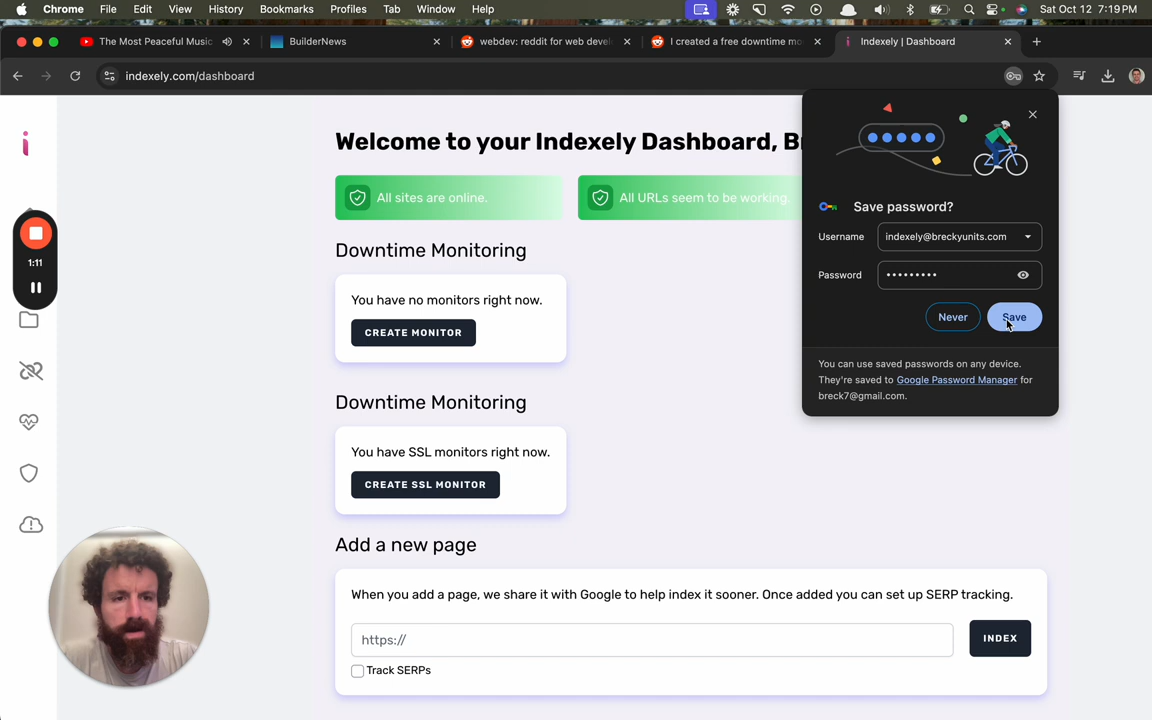 Chrome File Edit View History Bookmarks Profiles Tab Window Help Sat Oct 12 7:19 PM
The Most Peaceful Music BuilderNews webdev: reddit for web deve I created a free downtime mo Indexely | Dashboard
indexely.com/dashboard
i
Welcome to your Indexely Dashboard, Br
All sites are online. All URLs seem to be working.
Downtime Monitoring
You have no monitors right now.
CREATE MONITOR
Downtime Monitoring
You have SSL monitors right now.
CREATE SSL MONITOR
Add a new page
When you add a page, we share it with Google to help index it sooner. Once added you can set up SERP tracking.
https://
INDEX
Track SERPs
1:11
Save password?
Username indexely@breckyunits.com
Password •••••••••
Never Save
You can use saved passwords on any device.
They're saved to Google Password Manager for
breck7@gmail.com.